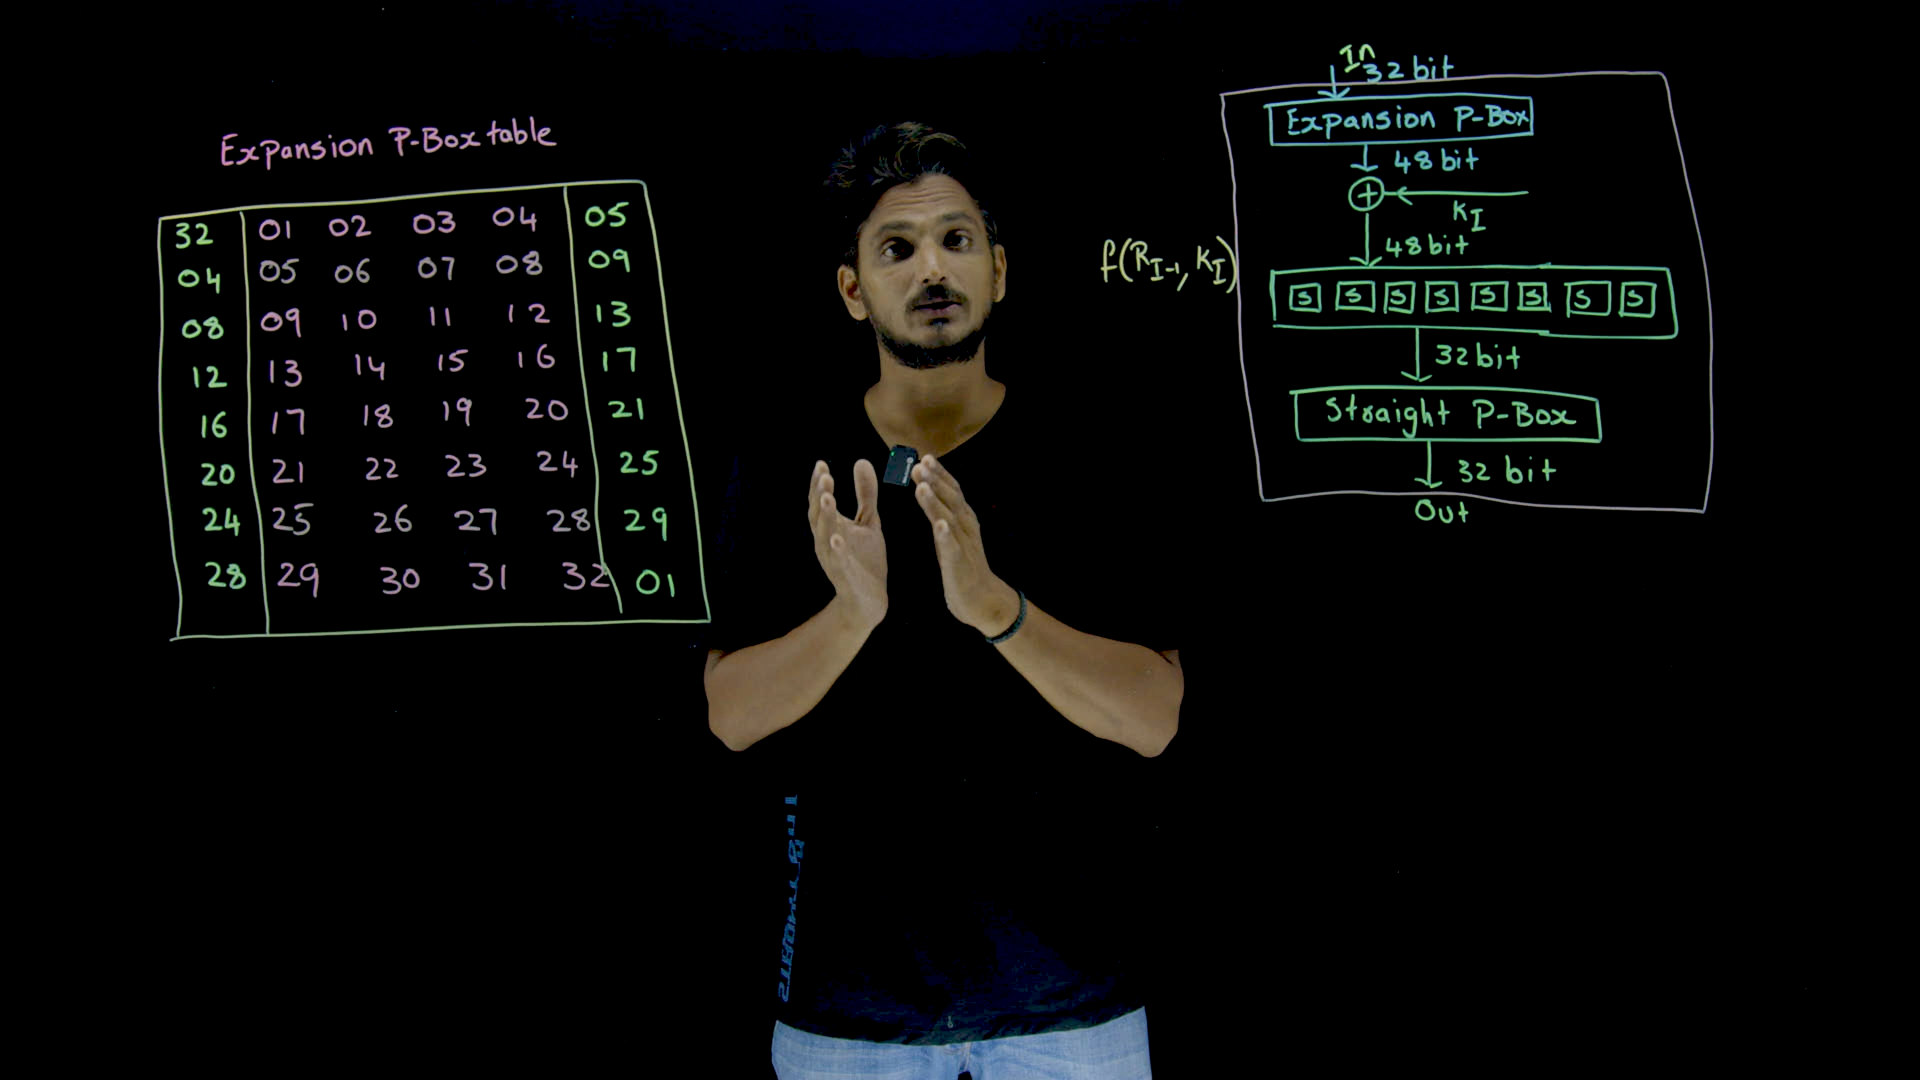 Expansion P-Box table
32 01 02 03 04 05
04 05 06 07 08 09
08 09 10 11 12 13
12 13 14 15 16 17
16 17 18 19 20 21
20 21 22 23 24 25
24 25 26 27 28 29
28 29 30 31 32 01
In
32 bit
Expansion P-Box
48 bit
+
K_I
48 bit
f(R_{I-1}, K_I)
S S S S S S S S
32 bit
Straight P-Box
32 bit
Out